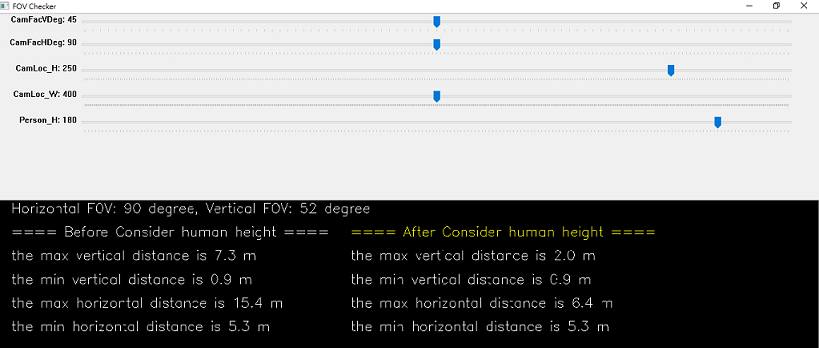 FOV Checker
CamFacVDeg: 45
CamFacHDeg: 90
CamLoc_H: 250
CamLoc_W: 400
Person_H: 180
Horizontal FOV: 90 degree, Vertical FOV: 52 degree
==== Before Consider human height ==== ==== After Consider human height ====
the max vertical distance is 7.3 m the max vertical distance is 2.0 m
the min vertical distance is 0.9 m the min vertical distance is 0.9 m
the max horizontal distance is 15.4 m the max horizontal distance is 6.4 m
the min horizontal distance is 5.3 m the min horizontal distance is 5.3 m